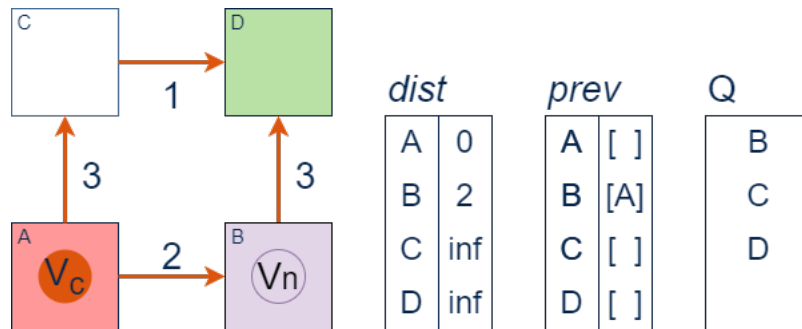 C D
1
3 3
A B
Vc 2 Vn
dist prev Q
A 0 A [ ] B
B 2 B [A] C
C inf C [ ] D
D inf D [ ]